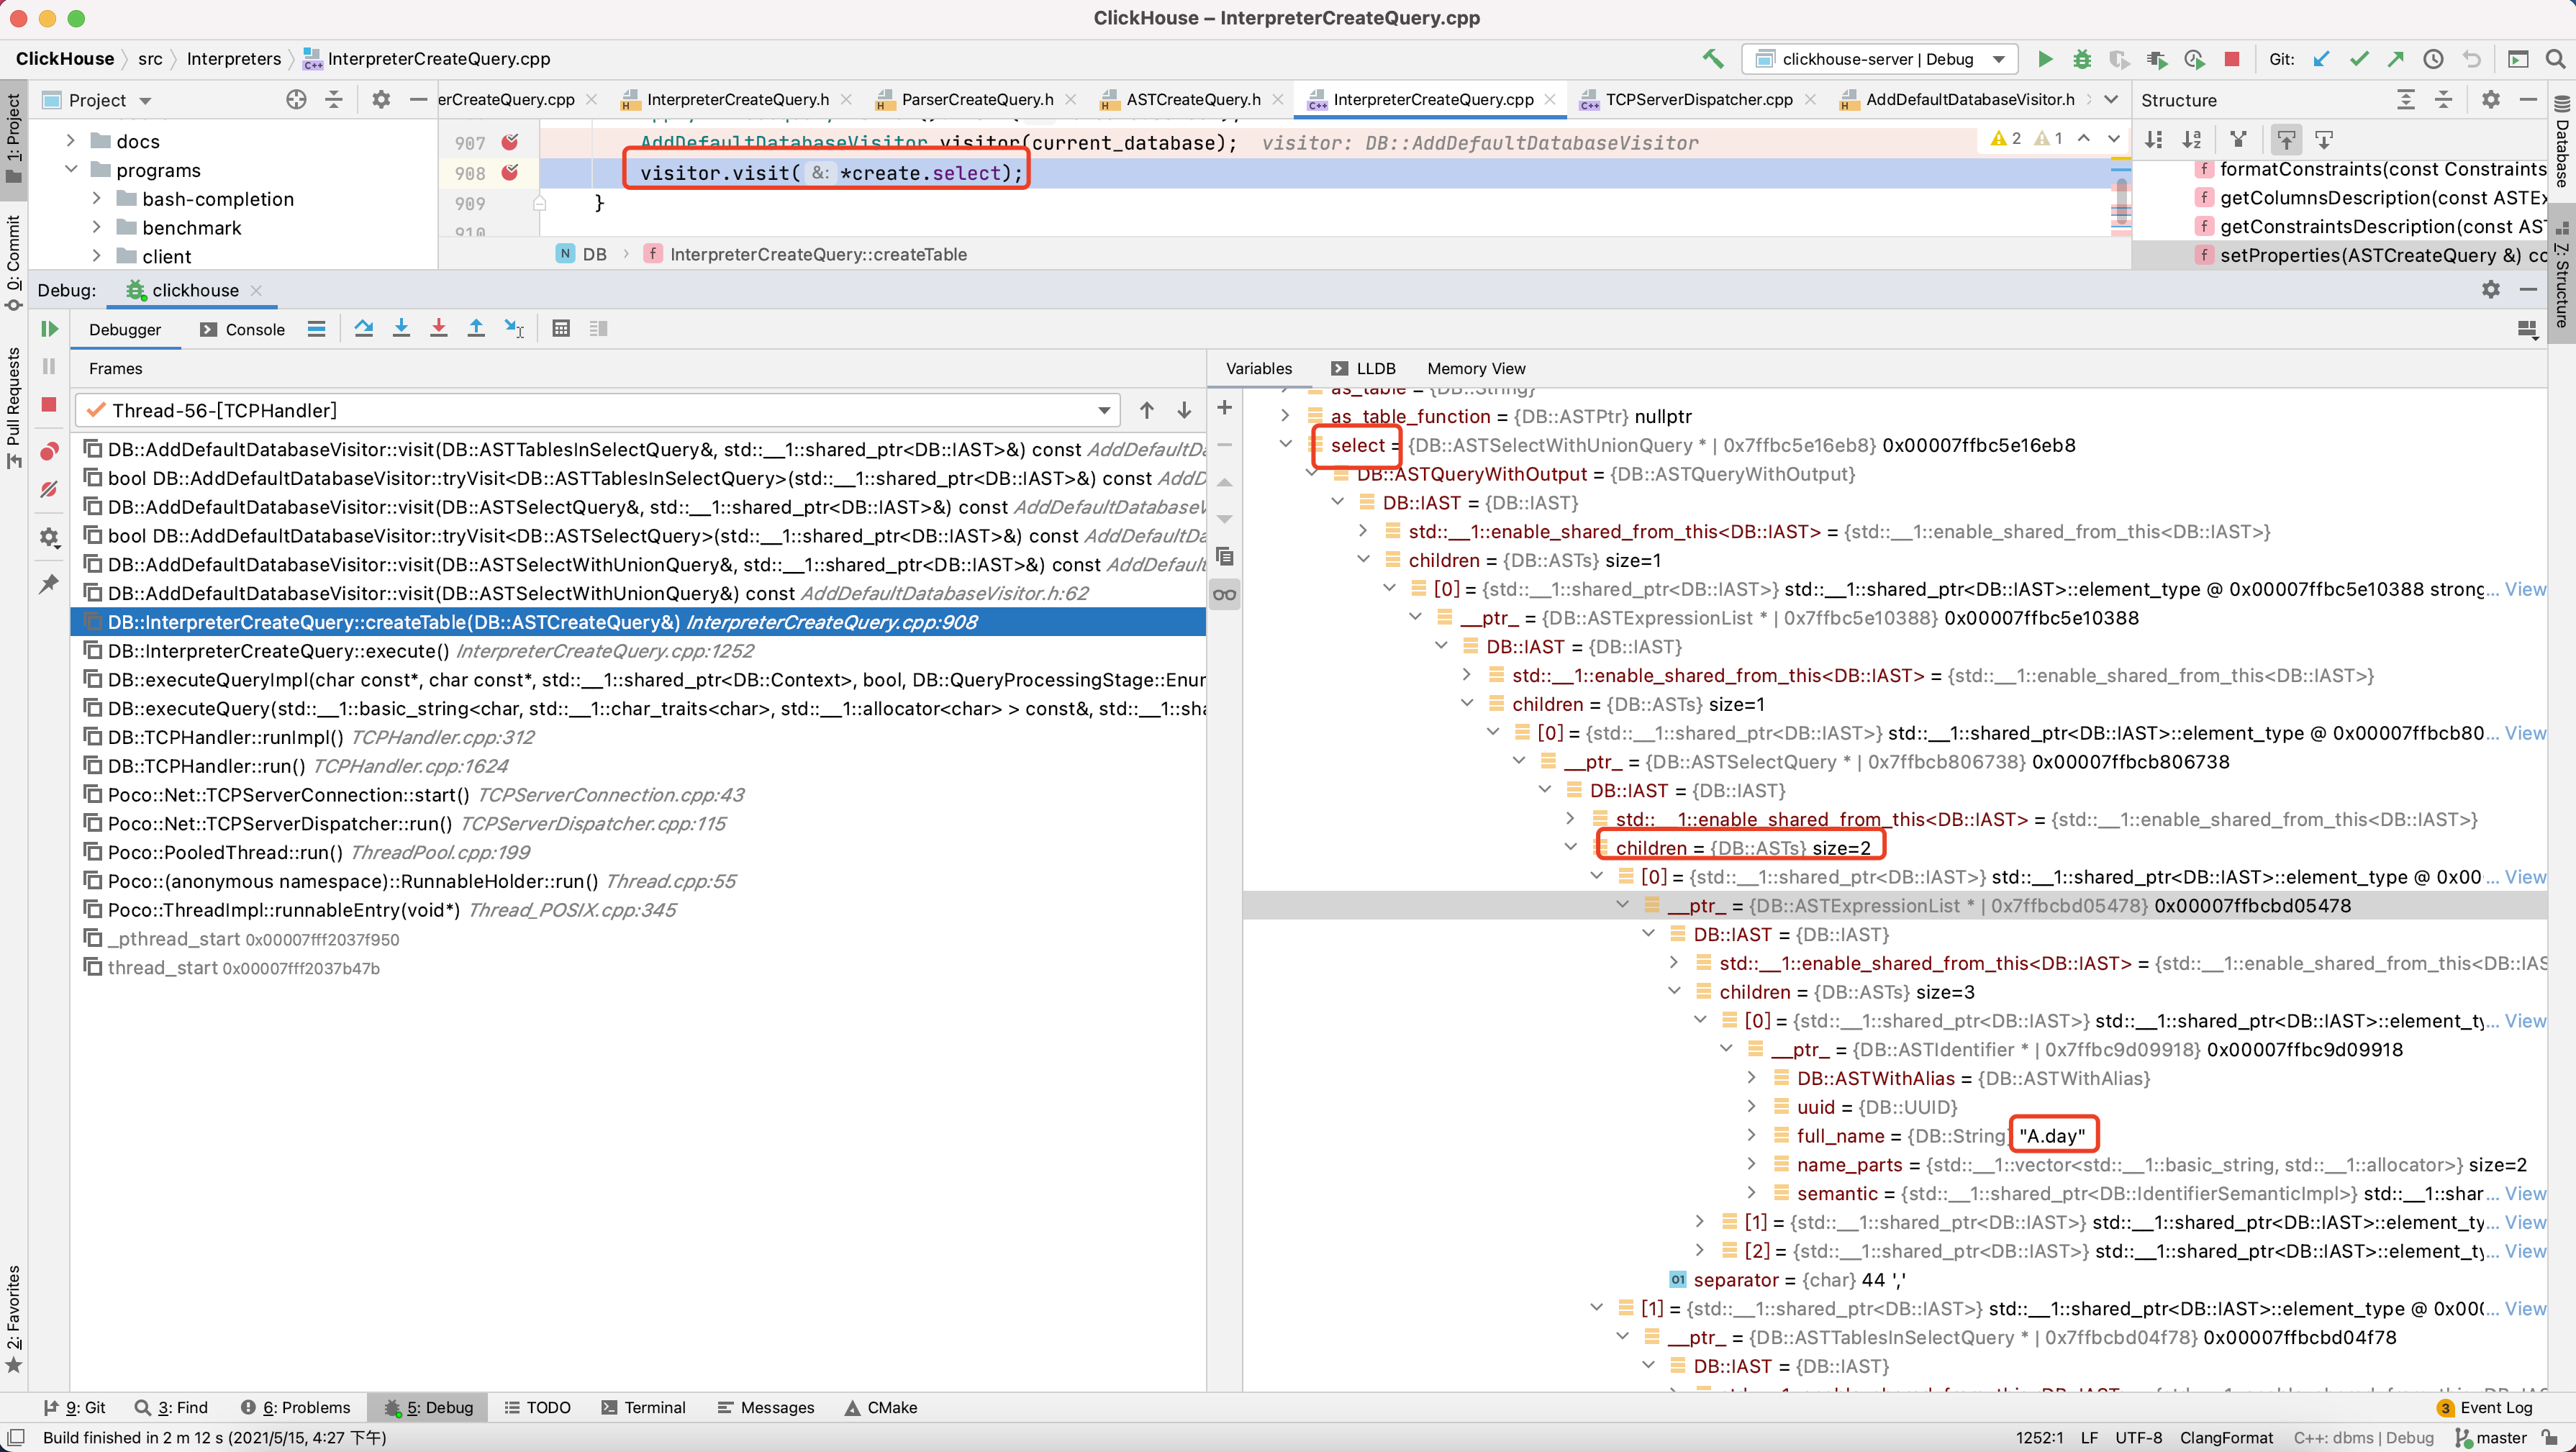 ClickHouse – InterpreterCreateQuery.cpp
ClickHouse src Interpreters InterpreterCreateQuery.cpp
clickhouse-server | Debug
Git:
Project
erCreateQuery.cpp
InterpreterCreateQuery.h
ParserCreateQuery.h
ASTCreateQuery.h
InterpreterCreateQuery.cpp
TCPServerDispatcher.cpp
AddDefaultDatabaseVisitor.h
Structure
1: Project
0: Commit
Pull Requests
2: Favorites
Database
Z: Structure
docs
programs
bash-completion
benchmark
client
907 AddDefaultDatabaseVisitor visitor(current_database); visitor: DB::AddDefaultDatabaseVisitor
908 visitor.visit( &: *create.select);
909 }
910
2 1
DB InterpreterCreateQuery::createTable
formatConstraints(const Constraints
getColumnsDescription(const ASTEx
getConstraintsDescription(const AST
setProperties(ASTCreateQuery &) co
Debug: clickhouse
Debugger Console
Frames
Thread-56-[TCPHandler]
DB::AddDefaultDatabaseVisitor::visit(DB::ASTTablesInSelectQuery&, std::__1::shared_ptr<DB::IAST>&) const AddDefaultDa
bool DB::AddDefaultDatabaseVisitor::tryVisit<DB::ASTTablesInSelectQuery>(std::__1::shared_ptr<DB::IAST>&) const AddD
DB::AddDefaultDatabaseVisitor::visit(DB::ASTSelectQuery&, std::__1::shared_ptr<DB::IAST>&) const AddDefaultDatabaseV
bool DB::AddDefaultDatabaseVisitor::tryVisit<DB::ASTSelectQuery>(std::__1::shared_ptr<DB::IAST>&) const AddDefaultDa
DB::AddDefaultDatabaseVisitor::visit(DB::ASTSelectWithUnionQuery&, std::__1::shared_ptr<DB::IAST>&) const AddDefault
DB::AddDefaultDatabaseVisitor::visit(DB::ASTSelectWithUnionQuery&) const AddDefaultDatabaseVisitor.h:62
DB::InterpreterCreateQuery::createTable(DB::ASTCreateQuery&) InterpreterCreateQuery.cpp:908
DB::InterpreterCreateQuery::execute() InterpreterCreateQuery.cpp:1252
DB::executeQueryImpl(char const*, char const*, std::__1::shared_ptr<DB::Context>, bool, DB::QueryProcessingStage::Enum
DB::executeQuery(std::__1::basic_string<char, std::__1::char_traits<char>, std::__1::allocator<char> > const&, std::__1::sha
DB::TCPHandler::runImpl() TCPHandler.cpp:312
DB::TCPHandler::run() TCPHandler.cpp:1624
Poco::Net::TCPServerConnection::start() TCPServerConnection.cpp:43
Poco::Net::TCPServerDispatcher::run() TCPServerDispatcher.cpp:115
Poco::PooledThread::run() ThreadPool.cpp:199
Poco::(anonymous namespace)::RunnableHolder::run() Thread.cpp:55
Poco::ThreadImpl::runnableEntry(void*) Thread_POSIX.cpp:345
_pthread_start 0x00007fff2037f950
thread_start 0x00007fff2037b47b
Variables LLDB Memory View
as_table = {DB::String}
as_table_function = {DB::ASTPtr} nullptr
select = {DB::ASTSelectWithUnionQuery * | 0x7ffbc5e16eb8} 0x00007ffbc5e16eb8
DB::ASTQueryWithOutput = {DB::ASTQueryWithOutput}
DB::IAST = {DB::IAST}
std::__1::enable_shared_from_this<DB::IAST> = {std::__1::enable_shared_from_this<DB::IAST>}
children = {DB::ASTs} size=1
[0] = {std::__1::shared_ptr<DB::IAST>} std::__1::shared_ptr<DB::IAST>::element_type @ 0x00007ffbc5e10388 strong... View
__ptr_ = {DB::ASTExpressionList * | 0x7ffbc5e10388} 0x00007ffbc5e10388
DB::IAST = {DB::IAST}
std::__1::enable_shared_from_this<DB::IAST> = {std::__1::enable_shared_from_this<DB::IAST>}
children = {DB::ASTs} size=1
[0] = {std::__1::shared_ptr<DB::IAST>} std::__1::shared_ptr<DB::IAST>::element_type @ 0x00007ffbcb80... View
__ptr_ = {DB::ASTSelectQuery * | 0x7ffbcb806738} 0x00007ffbcb806738
DB::IAST = {DB::IAST}
std::__1::enable_shared_from_this<DB::IAST> = {std::__1::enable_shared_from_this<DB::IAST>}
children = {DB::ASTs} size=2
[0] = {std::__1::shared_ptr<DB::IAST>} std::__1::shared_ptr<DB::IAST>::element_type @ 0x00... View
__ptr_ = {DB::ASTExpressionList * | 0x7ffbcbd05478} 0x00007ffbcbd05478
DB::IAST = {DB::IAST}
std::__1::enable_shared_from_this<DB::IAST> = {std::__1::enable_shared_from_this<DB::IAS
children = {DB::ASTs} size=3
[0] = {std::__1::shared_ptr<DB::IAST>} std::__1::shared_ptr<DB::IAST>::element_ty... View
__ptr_ = {DB::ASTIdentifier * | 0x7ffbc9d09918} 0x00007ffbc9d09918
DB::ASTWithAlias = {DB::ASTWithAlias}
uuid = {DB::UUID}
full_name = {DB::String} "A.day"
name_parts = {std::__1::vector<std::__1::basic_string, std::__1::allocator>} size=2
semantic = {std::__1::shared_ptr<DB::IdentifierSemanticImpl>} std::__1::shar... View
[1] = {std::__1::shared_ptr<DB::IAST>} std::__1::shared_ptr<DB::IAST>::element_ty... View
[2] = {std::__1::shared_ptr<DB::IAST>} std::__1::shared_ptr<DB::IAST>::element_ty... View
separator = {char} 44 ','
[1] = {std::__1::shared_ptr<DB::IAST>} std::__1::shared_ptr<DB::IAST>::element_type @ 0x00(... View
__ptr_ = {DB::ASTTablesInSelectQuery * | 0x7ffbcbd04f78} 0x00007ffbcbd04f78
DB::IAST = {DB::IAST}
9: Git 3: Find 6: Problems 5: Debug TODO Terminal Messages CMake 3 Event Log
Build finished in 2 m 12 s (2021/5/15, 4:27 下午) 1252:1 LF UTF-8 ClangFormat C++: dbms | Debug master